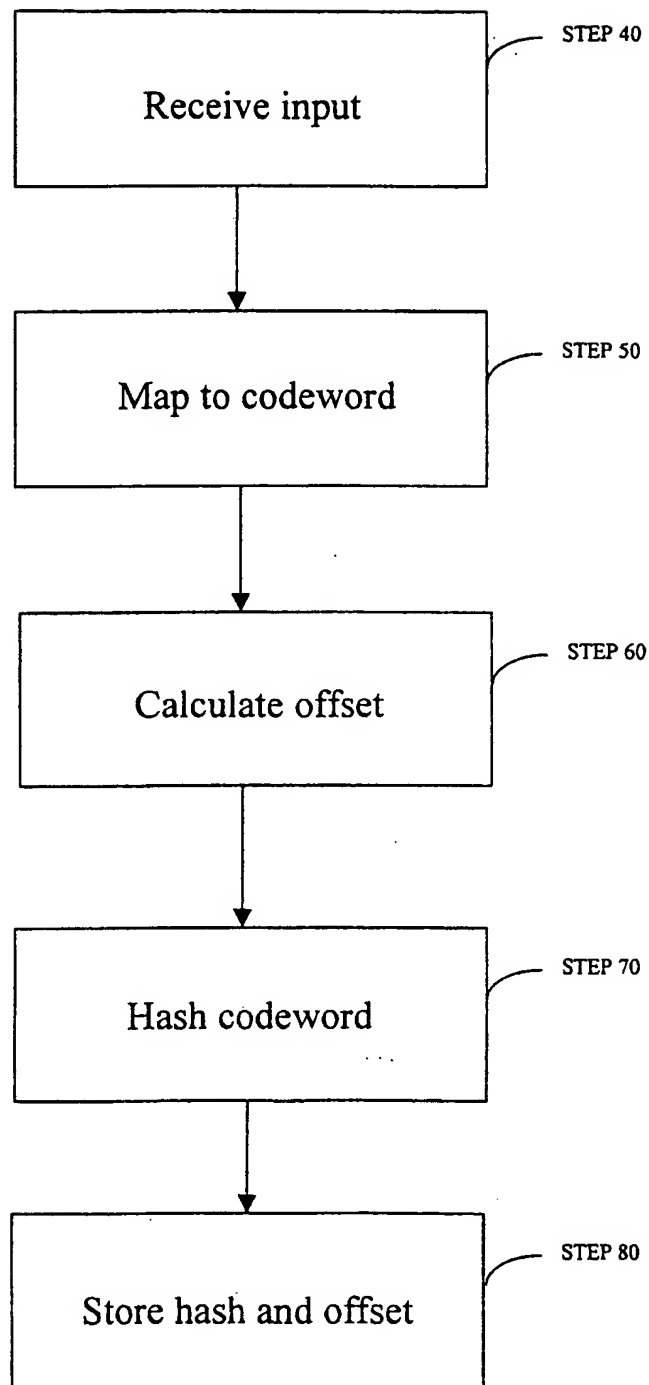 STEP 40
Receive input
STEP 50
Map to codeword
STEP 60
Calculate offset
STEP 70
Hash codeword
STEP 80
Store hash and offset